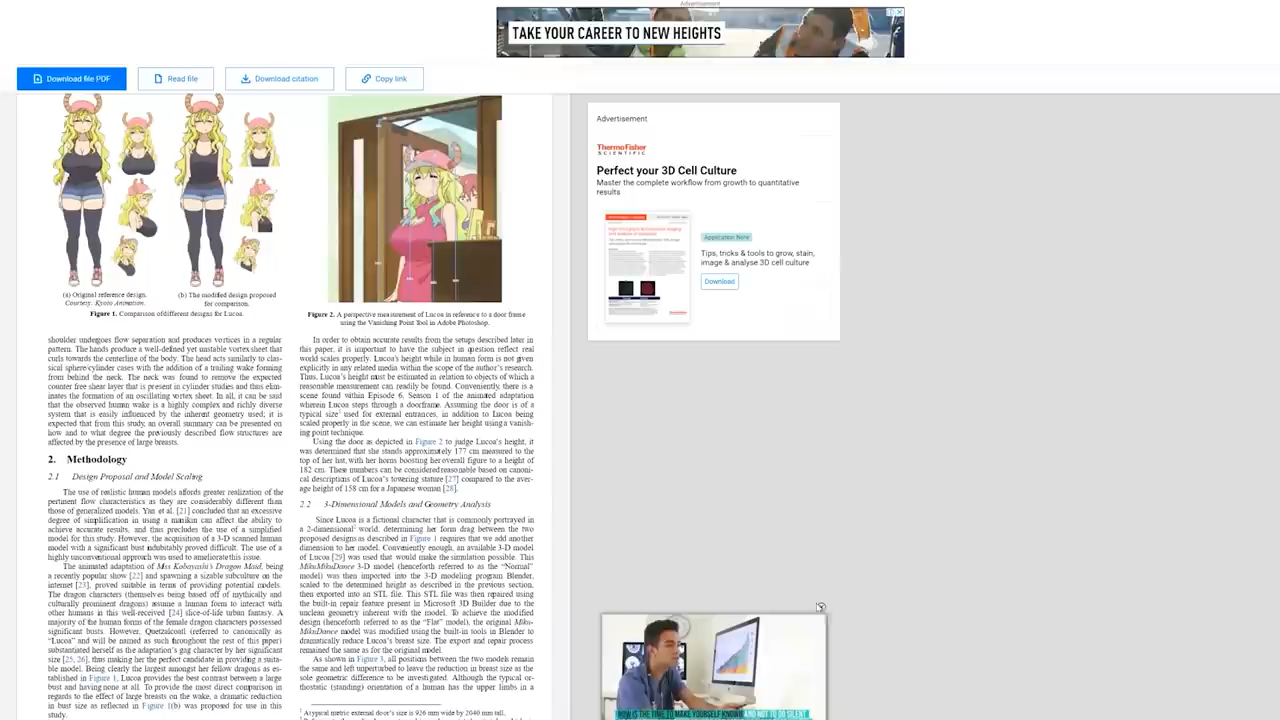 Advertisement
TAKE YOUR CAREER TO NEW HEIGHTS
Download file PDF
Read file
Download citation
Copy link
(a) Original reference design.
Courtesy: Kyoto Animation.
(b) The modified design proposed
for comparison.
Figure 1. Comparison of different designs for Lucoa.
Figure 2. A perspective measurement of Lucoa in reference to a door frame
using the Vanishing Point Tool in Adobe Photoshop.
shoulder undergoes flow separation and produces vortices in a regular
pattern. The hands produce a well-defined yet unstable vortex sheet that
curls towards the centerline of the body. The head acts similarly to clas-
sical sphere/cylinder cases with the addition of a trailing wake forming
from behind the neck. The neck was found to remove the expected
counter free shear layer that is present in cylinder studies and thus elim-
inates the formation of an oscillating vortex sheet. In all, it can be said
that the observed human wake is a highly complex and richly diverse
system that is easily influenced by the inherent geometry used; it is
expected that from this study, an overall summary can be presented on
how and to what degree the previously described flow structures are
affected by the presence of large breasts.
2. Methodology
2.1 Design Proposal and Model Scaling
The use of realistic human models affords greater realization of the
pertinent flow characteristics as they are considerably different than
those of generalized models. Yan et al. [21] concluded that an excessive
degree of simplification in using a manikin can affect the ability to
achieve accurate results, and thus precludes the use of a simplified
model for this study. However, the acquisition of a 3-D scanned human
model with a significant bust indubitably proved difficult. The use of a
highly unconventional approach was used to ameliorate this issue.
The animated adaptation of Miss Kobayashi's Dragon Maid, being
a recently popular show [22] and spawning a sizable subculture on the
internet [23], proved suitable in terms of providing potential models.
The dragon characters (themselves being based off of mythically and
culturally prominent dragons) assume a human form to interact with
other humans in this well-received [24] slice-of-life urban fantasy. A
majority of the human forms of the female dragon characters possessed
significant busts. However, Quetzalcoatl (referred to canonically as
"Lucoa" and will be named as such throughout the rest of this paper)
substantiated herself as the adaptation's gag character by her significant
size [25, 26], thus making her the perfect candidate in providing a suita-
ble model. Being clearly the largest amongst her fellow dragons as es-
tablished in Figure 1, Lucoa provides the best contrast between a large
bust and having none at all. To provide the most direct comparison in
regards to the effect of large breasts on the wake, a dramatic reduction
in bust size as reflected in Figure 1(b) was proposed for use in this
study.
In order to obtain accurate results from the setups described later in
this paper, it is important to have the subject in question reflect real
world scales properly. Lucoa's height while in human form is not given
explicitly in any related media within the scope of the author's research.
Thus, Lucoa's height must be estimated in relation to objects of which a
reasonable measurement can readily be found. Conveniently, there is a
scene found within Episode 6, Season 1 of the animated adaptation
wherein Lucoa steps through a doorframe. Assuming the door is of a
typical size¹ used for external entrances, in addition to Lucoa being
scaled properly in the scene, we can estimate her height using a vanish-
ing point technique.
Using the door as depicted in Figure 2 to judge Lucoa's height, it
was determined that she stands approximately 177 cm measured to the
top of her hat, with her horns boosting her overall figure to a height of
182 cm. These numbers can be considered reasonable based on canoni-
cal descriptions of Lucoa's towering stature [27] compared to the aver-
age height of 158 cm for a Japanese woman [28].
2.2 3-Dimensional Models and Geometry Analysis
Since Lucoa is a fictional character that is commonly portrayed in
a 2-dimensional² world, determining her form drag between the two
proposed designs as described in Figure 1 requires that we add another
dimension to her model. Conveniently enough, an available 3-D model
of Lucoa [29] was used that would make the simulation possible. This
MikuMikuDance 3-D model (henceforth referred to as the "Normal"
model) was then imported into the 3-D modeling program Blender,
scaled to the determined height as described in the previous section,
then exported into an STL file. This STL file was then repaired using
the built-in repair feature present in Microsoft 3D Builder due to the
unclean geometry inherent with the model. To achieve the modified
design (henceforth referred to as the "Flat" model), the original Miku-
MikuDance model was modified using the built-in tools in Blender to
dramatically reduce Lucoa's breast size. The export and repair process
remained the same as for the original model.
As shown in Figure 3, all positions between the two models remain
the same and left unperturbed to leave the reduction in breast size as the
sole geometric difference to be investigated. Although the typical or-
thostatic (standing) orientation of a human has the upper limbs in a
¹ A typical metric external door's size is 926 mm wide by 2040 mm tall.
Advertisement
ThermoFisher
SCIENTIFIC
Perfect your 3D Cell Culture
Master the complete workflow from growth to quantitative
results
Application Note
Tips, tricks & tools to grow, stain,
image & analyse 3D cell culture
Download
NOW IS THE TIME TO MAKE YOURSELF KNOWN AND NOT TO DO SILENT